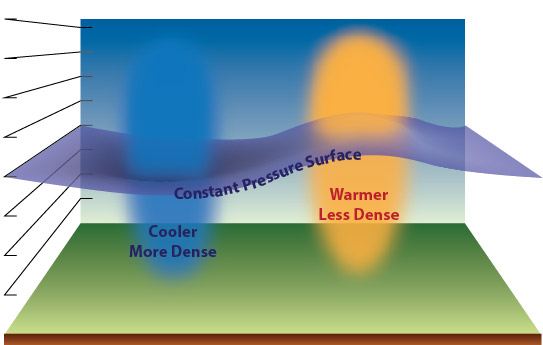 Constant Pressure Surface
Warmer
Less Dense
Cooler
More Dense